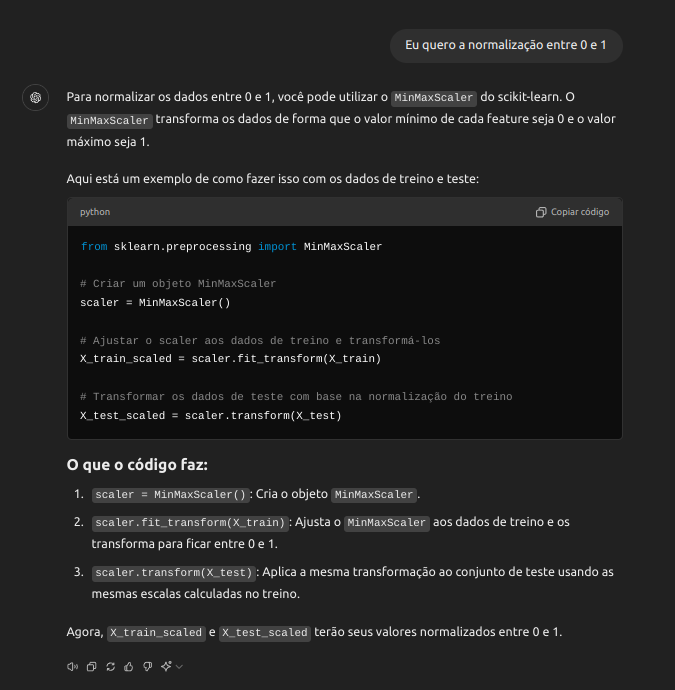 Eu quero a normalização entre 0 e 1
Para normalizar os dados entre 0 e 1, você pode utilizar o MinMaxScaler do scikit-learn. O
MinMaxScaler transforma os dados de forma que o valor mínimo de cada feature seja 0 e o valor
máximo seja 1.
Aqui está um exemplo de como fazer isso com os dados de treino e teste:
python
Copiar código
from sklearn.preprocessing import MinMaxScaler
# Criar um objeto MinMaxScaler
scaler = MinMaxScaler()
# Ajustar o scaler aos dados de treino e transformá-los
X_train_scaled = scaler.fit_transform(X_train)
# Transformar os dados de teste com base na normalização do treino
X_test_scaled = scaler.transform(X_test)
O que o código faz:
1. scaler = MinMaxScaler(): Cria o objeto MinMaxScaler.
2. scaler.fit_transform(X_train): Ajusta o MinMaxScaler aos dados de treino e os
transforma para ficar entre 0 e 1.
3. scaler.transform(X_test): Aplica a mesma transformação ao conjunto de teste usando as
mesmas escalas calculadas no treino.
Agora, X_train_scaled e X_test_scaled terão seus valores normalizados entre 0 e 1.